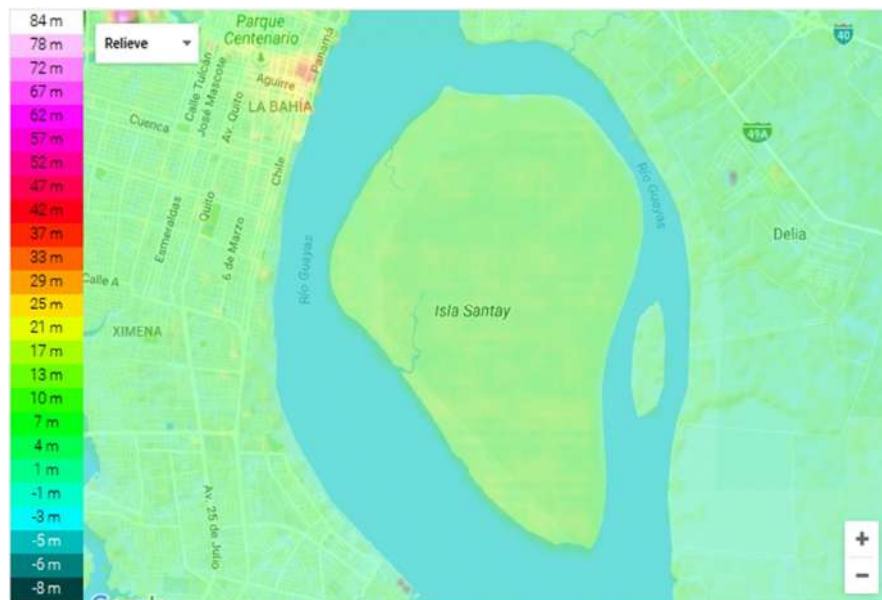 84 m
78 m
72 m
67 m
62 m
57 m
52 m
47 m
42 m
37 m
33 m
29 m
25 m
21 m
17 m
13 m
10 m
7 m
4 m
1 m
-1 m
-3 m
-5 m
-6 m
-8 m
Relieve
Parque
Centenario
Panamá
Calle Tulcán
José Mascote
Aguirre
Av. Quito
LA BAHÍA
Cuenca
Chile
Esmeraldas
Quito
6 de Marzo
Calle A
XIMENA
Av. 25 de Julio
Río Guayas
Isla Santay
Río Guayas
40
49A
Delia
+
−